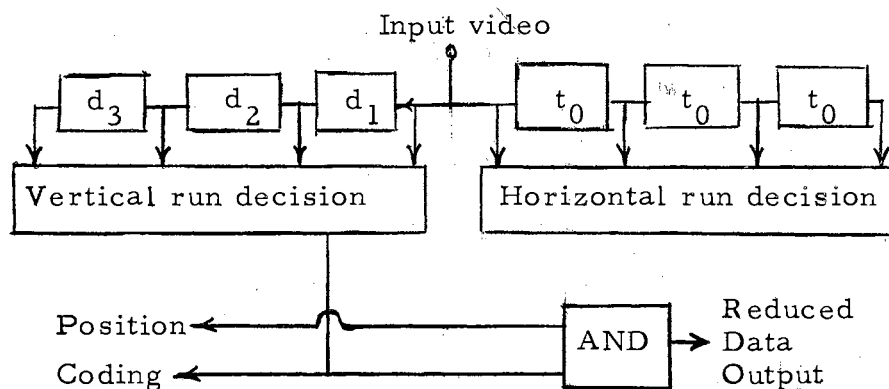 Input video
d3 d2 d1 t0 t0 t0
Vertical run decision Horizontal run decision
Position
Coding
AND
Reduced
Data
Output